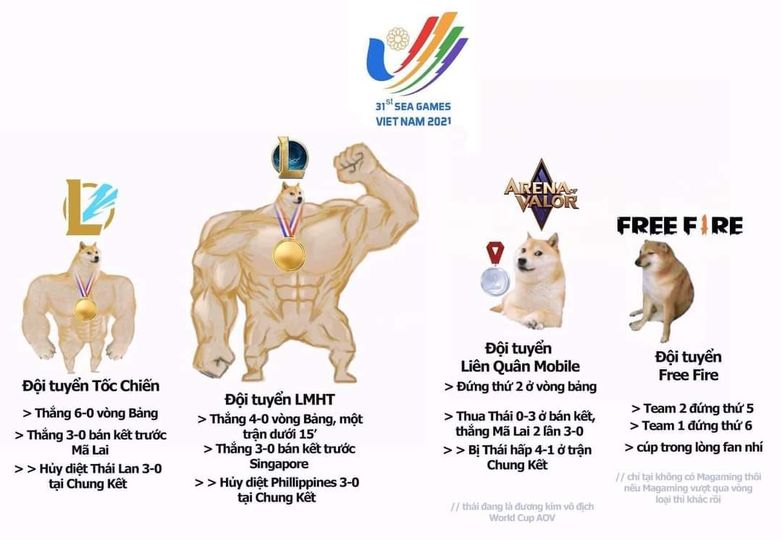 31st SEA GAMES
VIET NAM 2021
L
L
ARENA OF
VALOR
FREE FIRE
Đội tuyển Tốc Chiến
> Thắng 6-0 vòng Bảng
> Thắng 3-0 bán kết trước
Mã Lai
> > Hủy diệt Thái Lan 3-0
tại Chung Kết
Đội tuyển LMHT
> Thắng 4-0 vòng Bảng, một
trận dưới 15’
> Thắng 3-0 bán kết trước
Singapore
> > Hủy diệt Phillippines 3-0
tại Chung Kết
Đội tuyển
Liên Quân Mobile
> Đứng thứ 2 ở vòng bảng
> Thua Thái 0-3 ở bán kết,
thắng Mã Lai 2 lần 3-0
> > Bị Thái hấp 4-1 ở trận
Chung Kết
// thái đang là đương kim vô địch
World Cup AOV
Đội tuyển
Free Fire
> Team 2 đứng thứ 5
> Team 1 đứng thứ 6
> cúp trong lòng fan nhí
// chỉ tại không có Magaming thôi
nếu Magaming vượt qua vòng
loại thì khác rồi